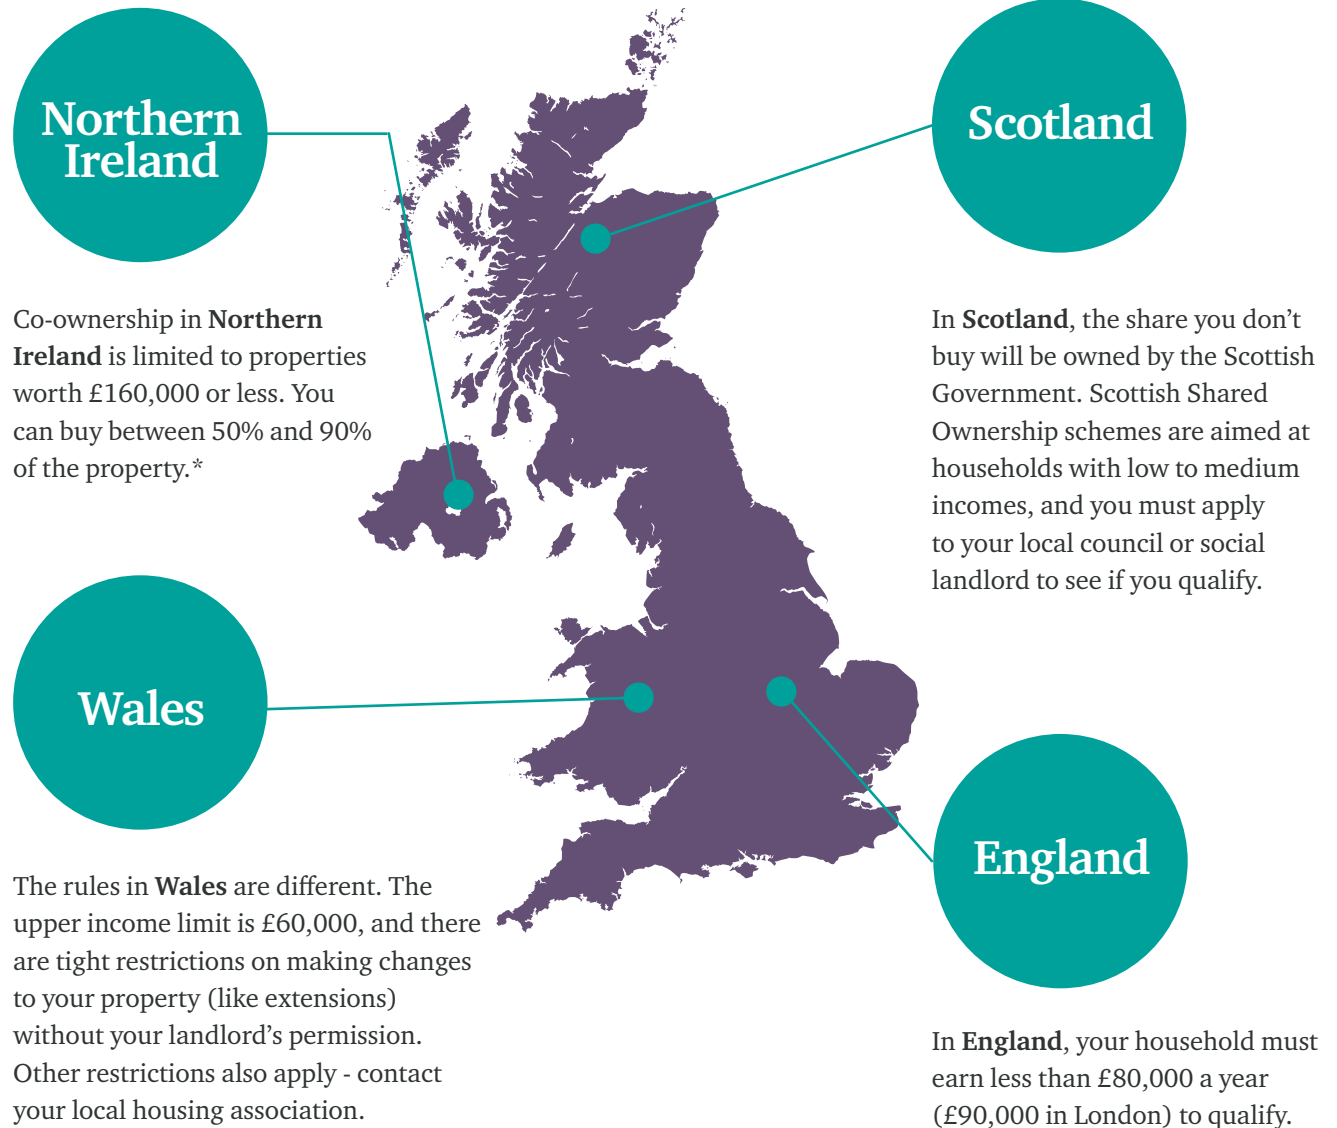 Northern
Ireland
Co-ownership in Northern
Ireland is limited to properties
worth £160,000 or less. You
can buy between 50% and 90%
of the property.*
Scotland
In Scotland, the share you don’t
buy will be owned by the Scottish
Government. Scottish Shared
Ownership schemes are aimed at
households with low to medium
incomes, and you must apply
to your local council or social
landlord to see if you qualify.
Wales
The rules in Wales are different. The
upper income limit is £60,000, and there
are tight restrictions on making changes
to your property (like extensions)
without your landlord’s permission.
Other restrictions also apply - contact
your local housing association.
England
In England, your household must
earn less than £80,000 a year
(£90,000 in London) to qualify.